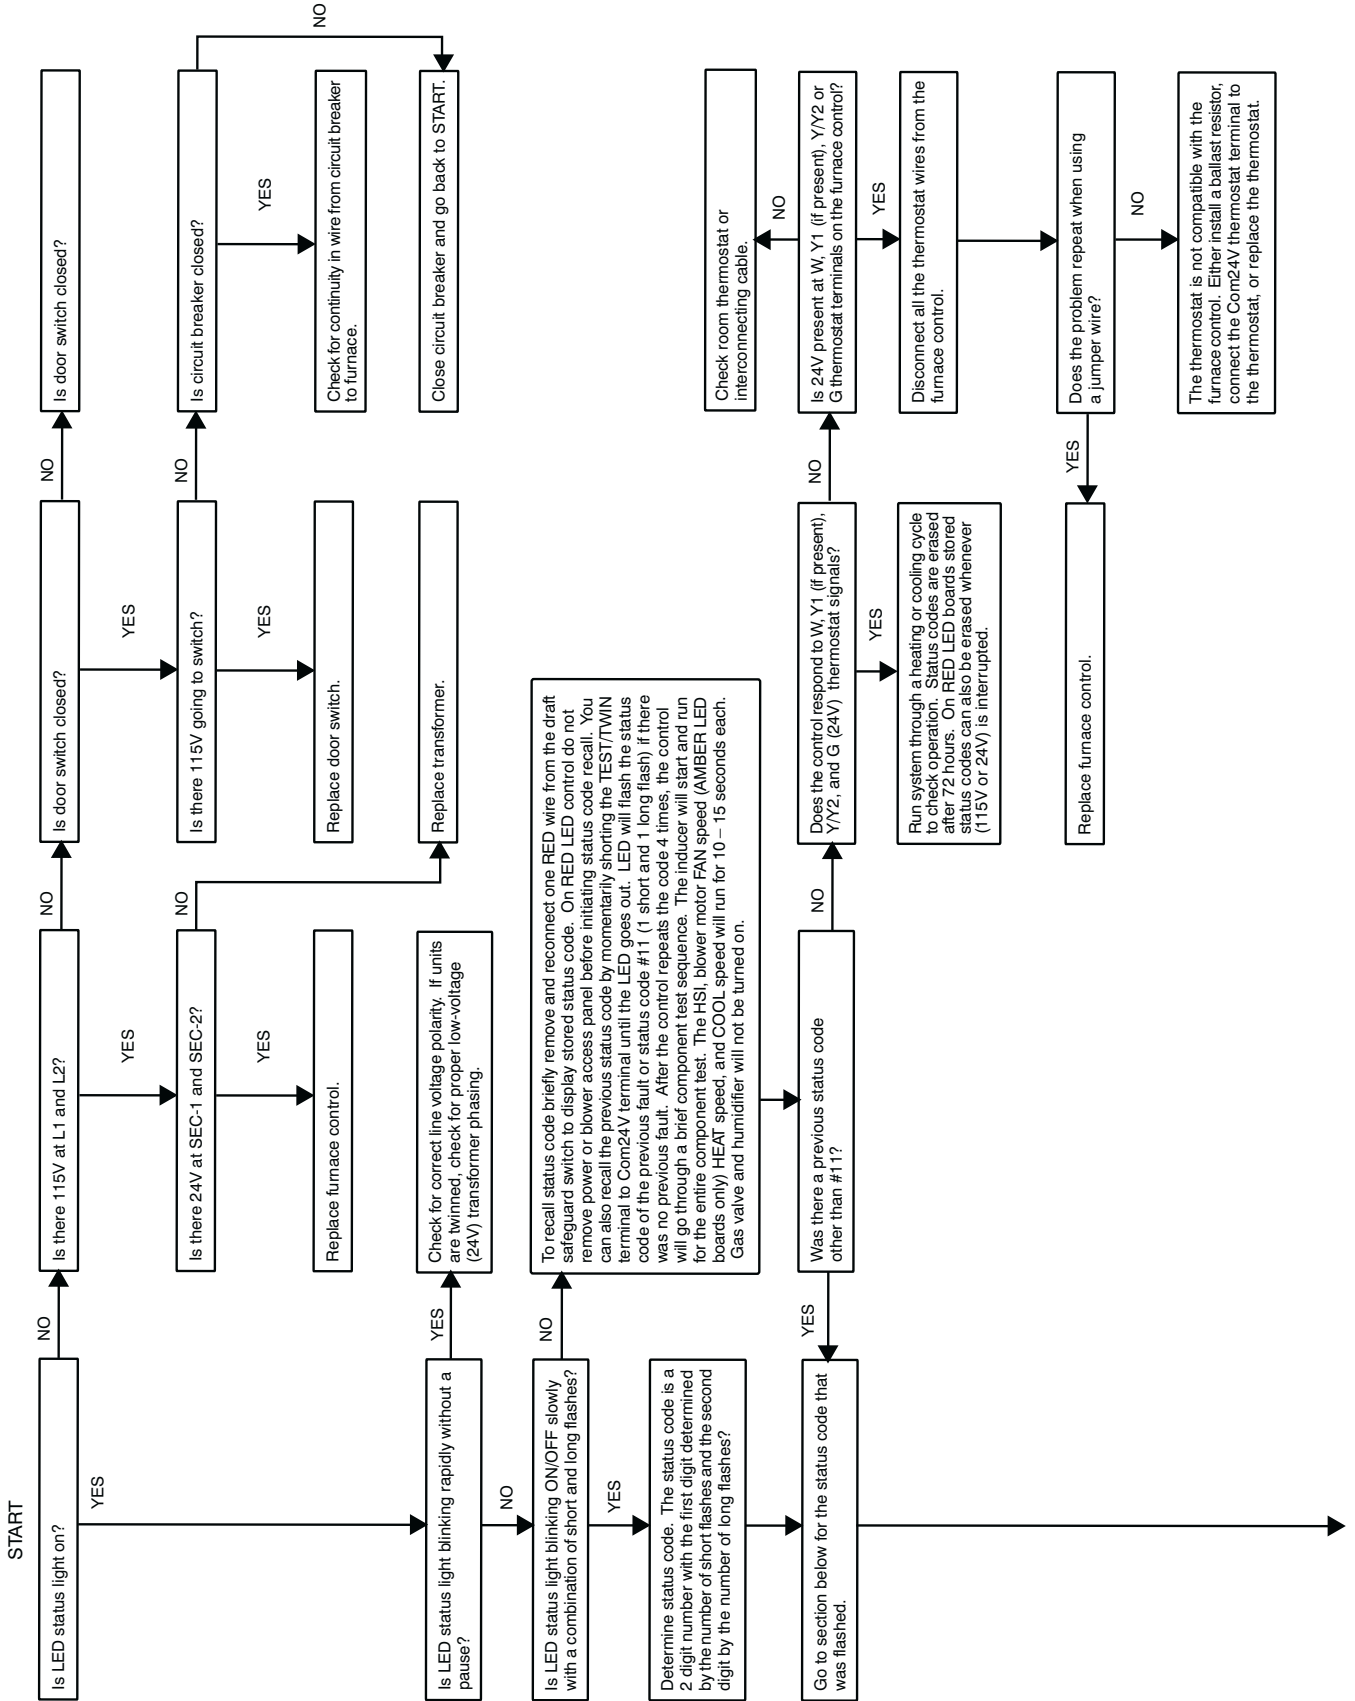 START
Is LED status light on?
NO
Is there 115V at L1 and L2?
NO
Is door switch closed?
NO
Is door switch closed?
YES
YES
YES
Is there 24V at SEC-1 and SEC-2?
NO
Is there 115V going to switch?
NO
Is circuit breaker closed?
NO
YES
YES
YES
Replace furnace control.
Replace door switch.
Check for continuity in wire from circuit breaker
to furnace.
Replace transformer.
Close circuit breaker and go back to START.
Is LED status light blinking rapidly without a
pause?
YES
Check for correct line voltage polarity. If units
are twinned, check for proper low-voltage
(24V) transformer phasing.
NO
Is LED status light blinking ON/OFF slowly
with a combination of short and long flashes?
NO
To recall status code briefly remove and reconnect one RED wire from the draft
safeguard switch to display stored status code. On RED LED control do not
remove power or blower access panel before initiating status code recall. You
can also recall the previous status code by momentarily shorting the TEST/TWIN
terminal to Com24V terminal until the LED goes out. LED will flash the status
code of the previous fault or status code #11 (1 short and 1 long flash) if there
was no previous fault. After the control repeats the code 4 times, the control
will go through a brief component test sequence. The inducer will start and run
for the entire component test. The HSI, blower motor FAN speed (AMBER LED
boards only) HEAT speed, and COOL speed will run for 10 – 15 seconds each.
Gas valve and humidifier will not be turned on.
YES
Determine status code. The status code is a
2 digit number with the first digit determined
by the number of short flashes and the second
digit by the number of long flashes?
Check room thermostat or
interconnecting cable.
NO
Go to section below for the status code that
was flashed.
YES
Was there a previous status code
other than #11?
NO
Does the control respond to W, Y1 (if present),
Y/Y2, and G (24V) thermostat signals?
NO
Is 24V present at W, Y1 (if present), Y/Y2 or
G thermostat terminals on the furnace control?
YES
YES
Run system through a heating or cooling cycle
to check operation. Status codes are erased
after 72 hours. On RED LED boards stored
status codes can also be erased whenever
(115V or 24V) is interrupted.
Disconnect all the thermostat wires from the
furnace control.
Replace furnace control.
YES
Does the problem repeat when using
a jumper wire?
NO
The thermostat is not compatible with the
furnace control. Either install a ballast resistor,
connect the Com24V thermostat terminal to
the thermostat, or replace the thermostat.